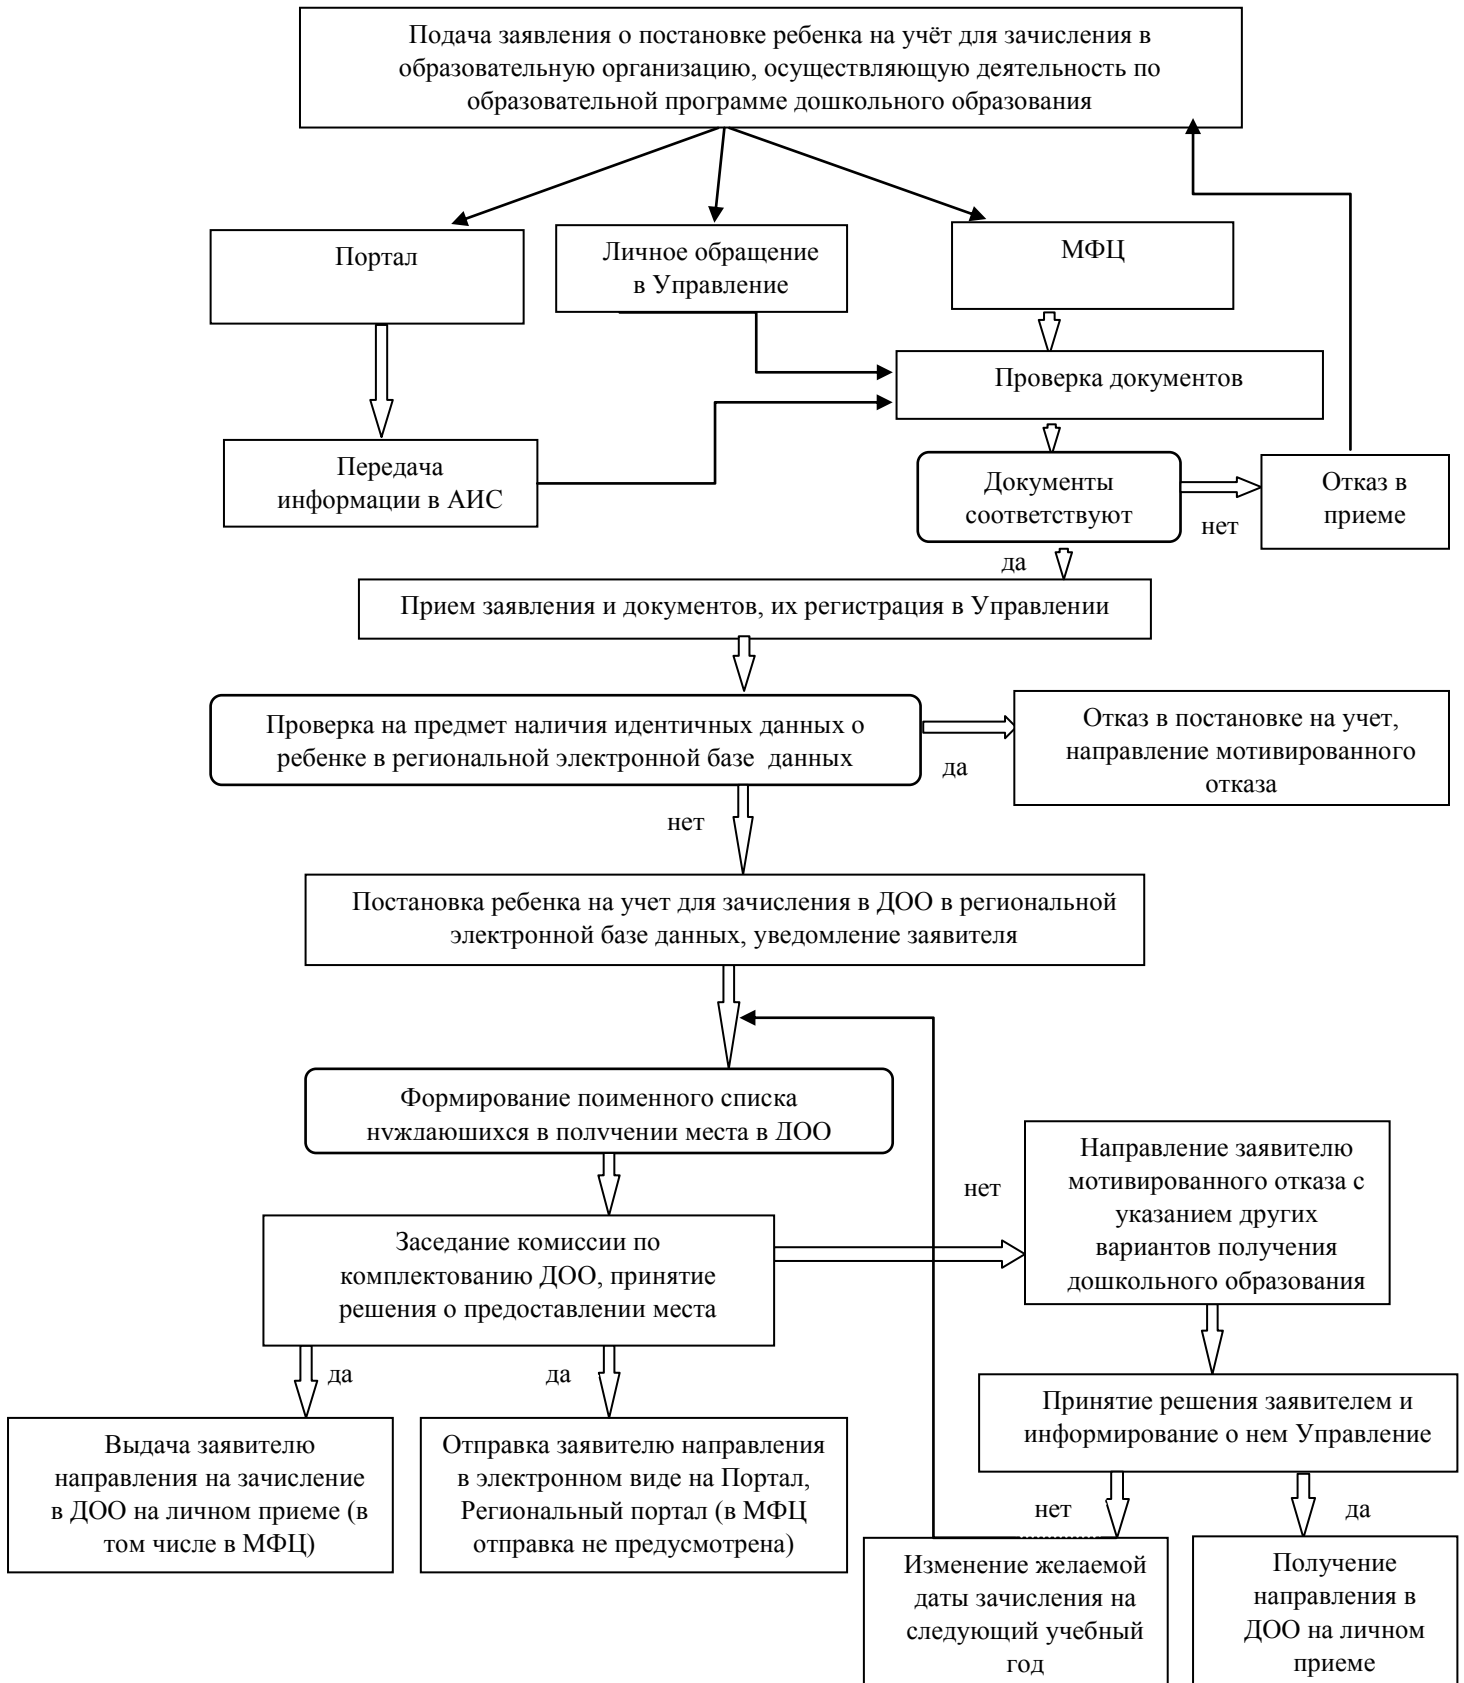 Подача заявления о постановке ребенка на учёт для зачисления в
образовательную организацию, осуществляющую деятельность по
образовательной программе дошкольного образования
Портал
Личное обращение
в Управление
МФЦ
Проверка документов
Передача
информации в АИС
Документы
соответствуют
нет
Отказ в
приеме
да
Прием заявления и документов, их регистрация в Управлении
Проверка на предмет наличия идентичных данных о
ребенке в региональной электронной базе данных
да
Отказ в постановке на учет,
направление мотивированного
отказа
нет
Постановка ребенка на учет для зачисления в ДОО в региональной
электронной базе данных, уведомление заявителя
Формирование поименного списка
нуждающихся в получении места в ДОО
нет
Направление заявителю
мотивированного отказа с
указанием других
вариантов получения
дошкольного образования
Заседание комиссии по
комплектованию ДОО, принятие
решения о предоставлении места
да
да
Принятие решения заявителем и
информирование о нем Управление
Выдача заявителю
направления на зачисление
в ДОО на личном приеме (в
том числе в МФЦ)
Отправка заявителю направления
в электронном виде на Портал,
Региональный портал (в МФЦ
отправка не предусмотрена)
нет
да
Изменение желаемой
даты зачисления на
следующий учебный
год
Получение
направления в
ДОО на личном
приеме